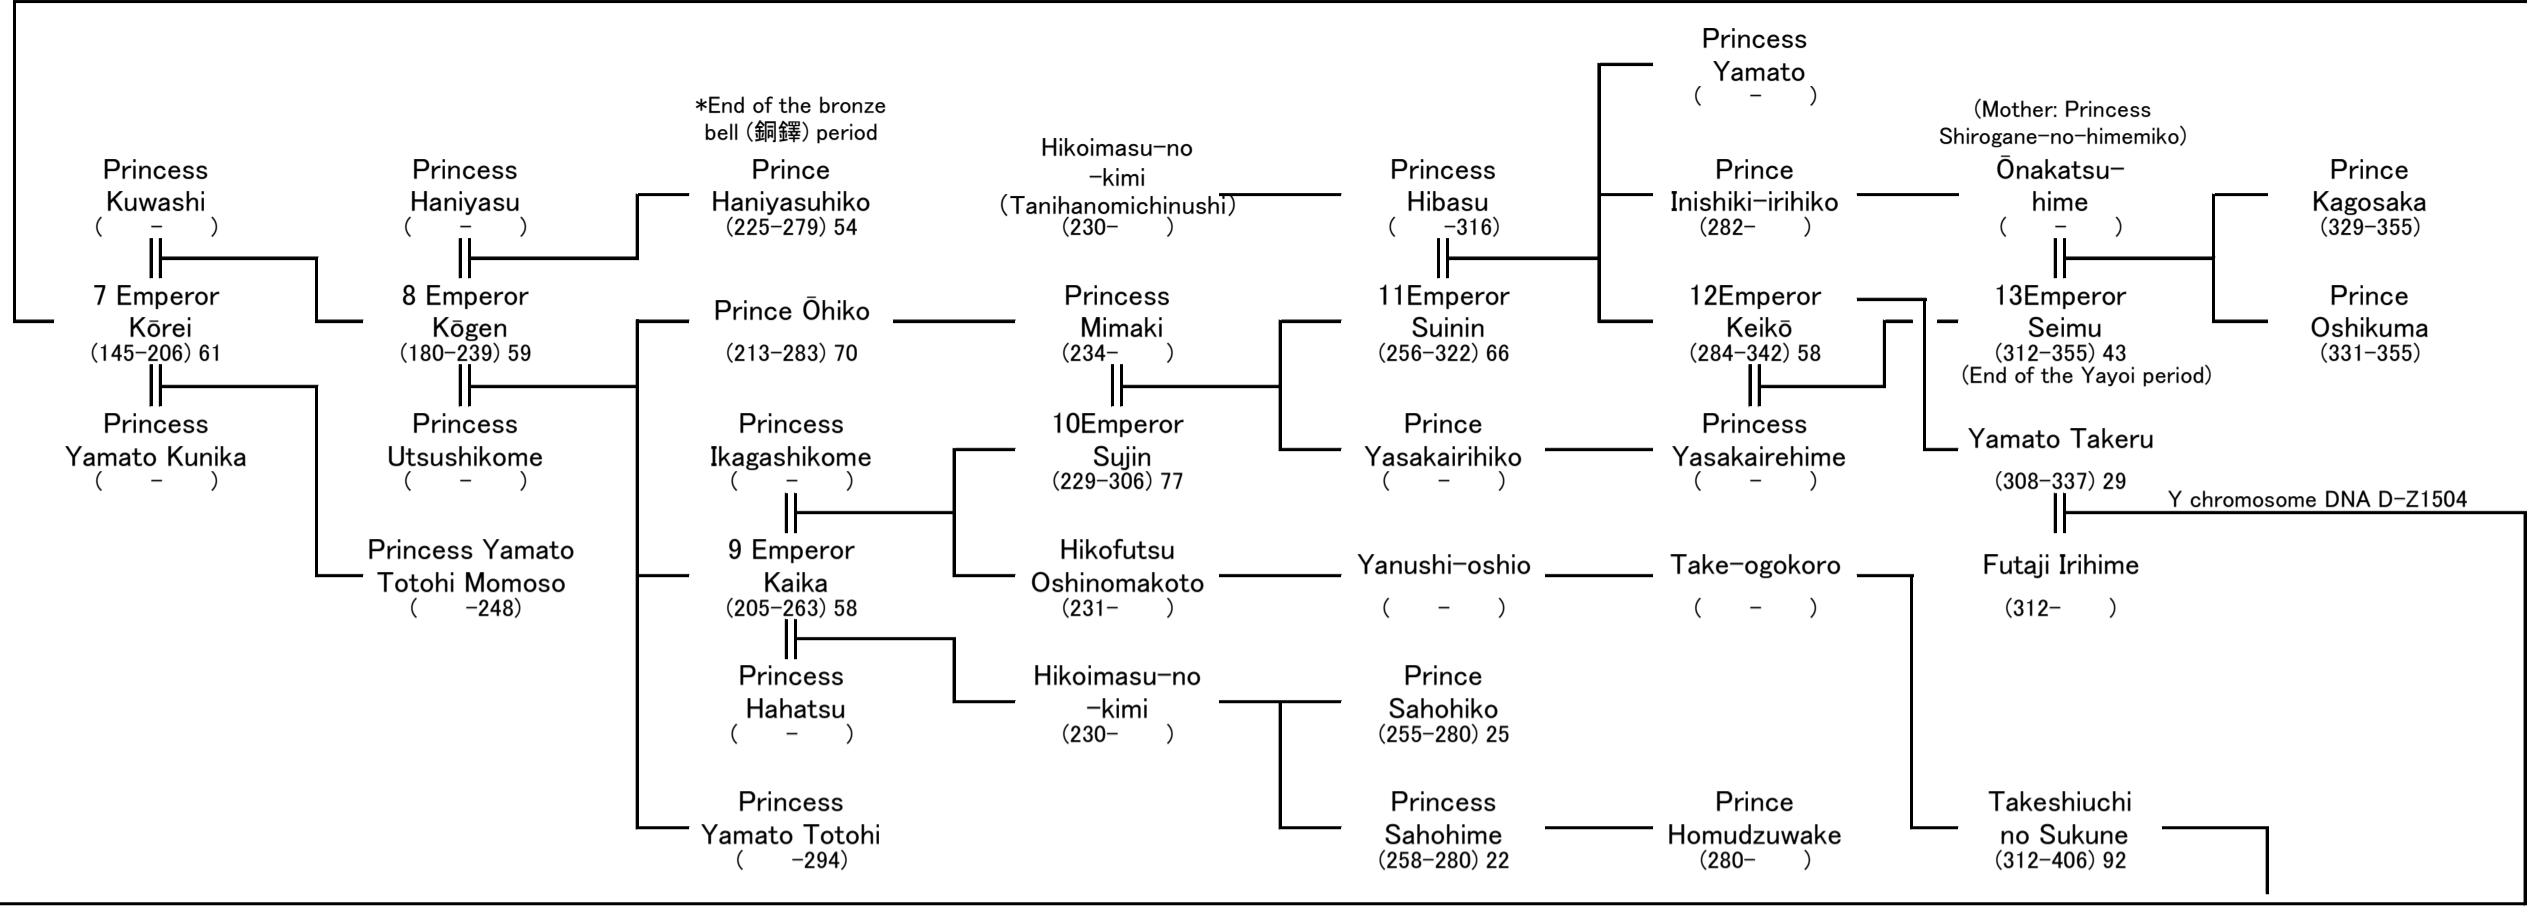 Princess
Kuwashi
(　-　)
7 Emperor
Kōrei
(145-206) 61
Princess
Yamato Kunika
(　-　)
Princess
Haniyasu
(　-　)
8 Emperor
Kōgen
(180-239) 59
Princess
Utsushikome
(　-　)
Princess Yamato
Totohi Momoso
(　-248)
*End of the bronze
bell (銅鐸) period
Prince
Haniyasuhiko
(225-279) 54
Prince Ōhiko
(213-283) 70
Princess
Ikagashikome
(　-　)
9 Emperor
Kaika
(205-263) 58
Princess
Hahatsu
(　-　)
Princess
Yamato Totohi
(　-294)
Hikoimasu-no
-kimi
(Tanihanomichinushi)
(230-　)
Princess
Mimaki
(234-　)
10Emperor
Sujin
(229-306) 77
Hikofutsu
Oshinomakoto
(231-　)
Hikoimasu-no
-kimi
(230-　)
Princess
Hibasu
(　-316)
11Emperor
Suinin
(256-322) 66
Prince
Yasakairihiko
(　-　)
Yanushi-oshio
(　-　)
Prince
Sahohiko
(255-280) 25
Princess
Sahohime
(258-280) 22
Princess
Yamato
(　-　)
Prince
Inishiki-irihiko
(282-　)
12Emperor
Keikō
(284-342) 58
Princess
Yasakairehime
(　-　)
Take-ogokoro
(　-　)
Prince
Homudzuwake
(280-　)
(Mother: Princess
Shirogane-no-himemiko)
Ōnakatsu-
hime
(　-　)
13Emperor
Seimu
(312-355) 43
(End of the Yayoi period)
Yamato Takeru
(308-337) 29
Y chromosome DNA D-Z1504
Futaji Irihime
(312-　)
Takeshiuchi
no Sukune
(312-406) 92
Prince
Kagosaka
(329-355)
Prince
Oshikuma
(331-355)